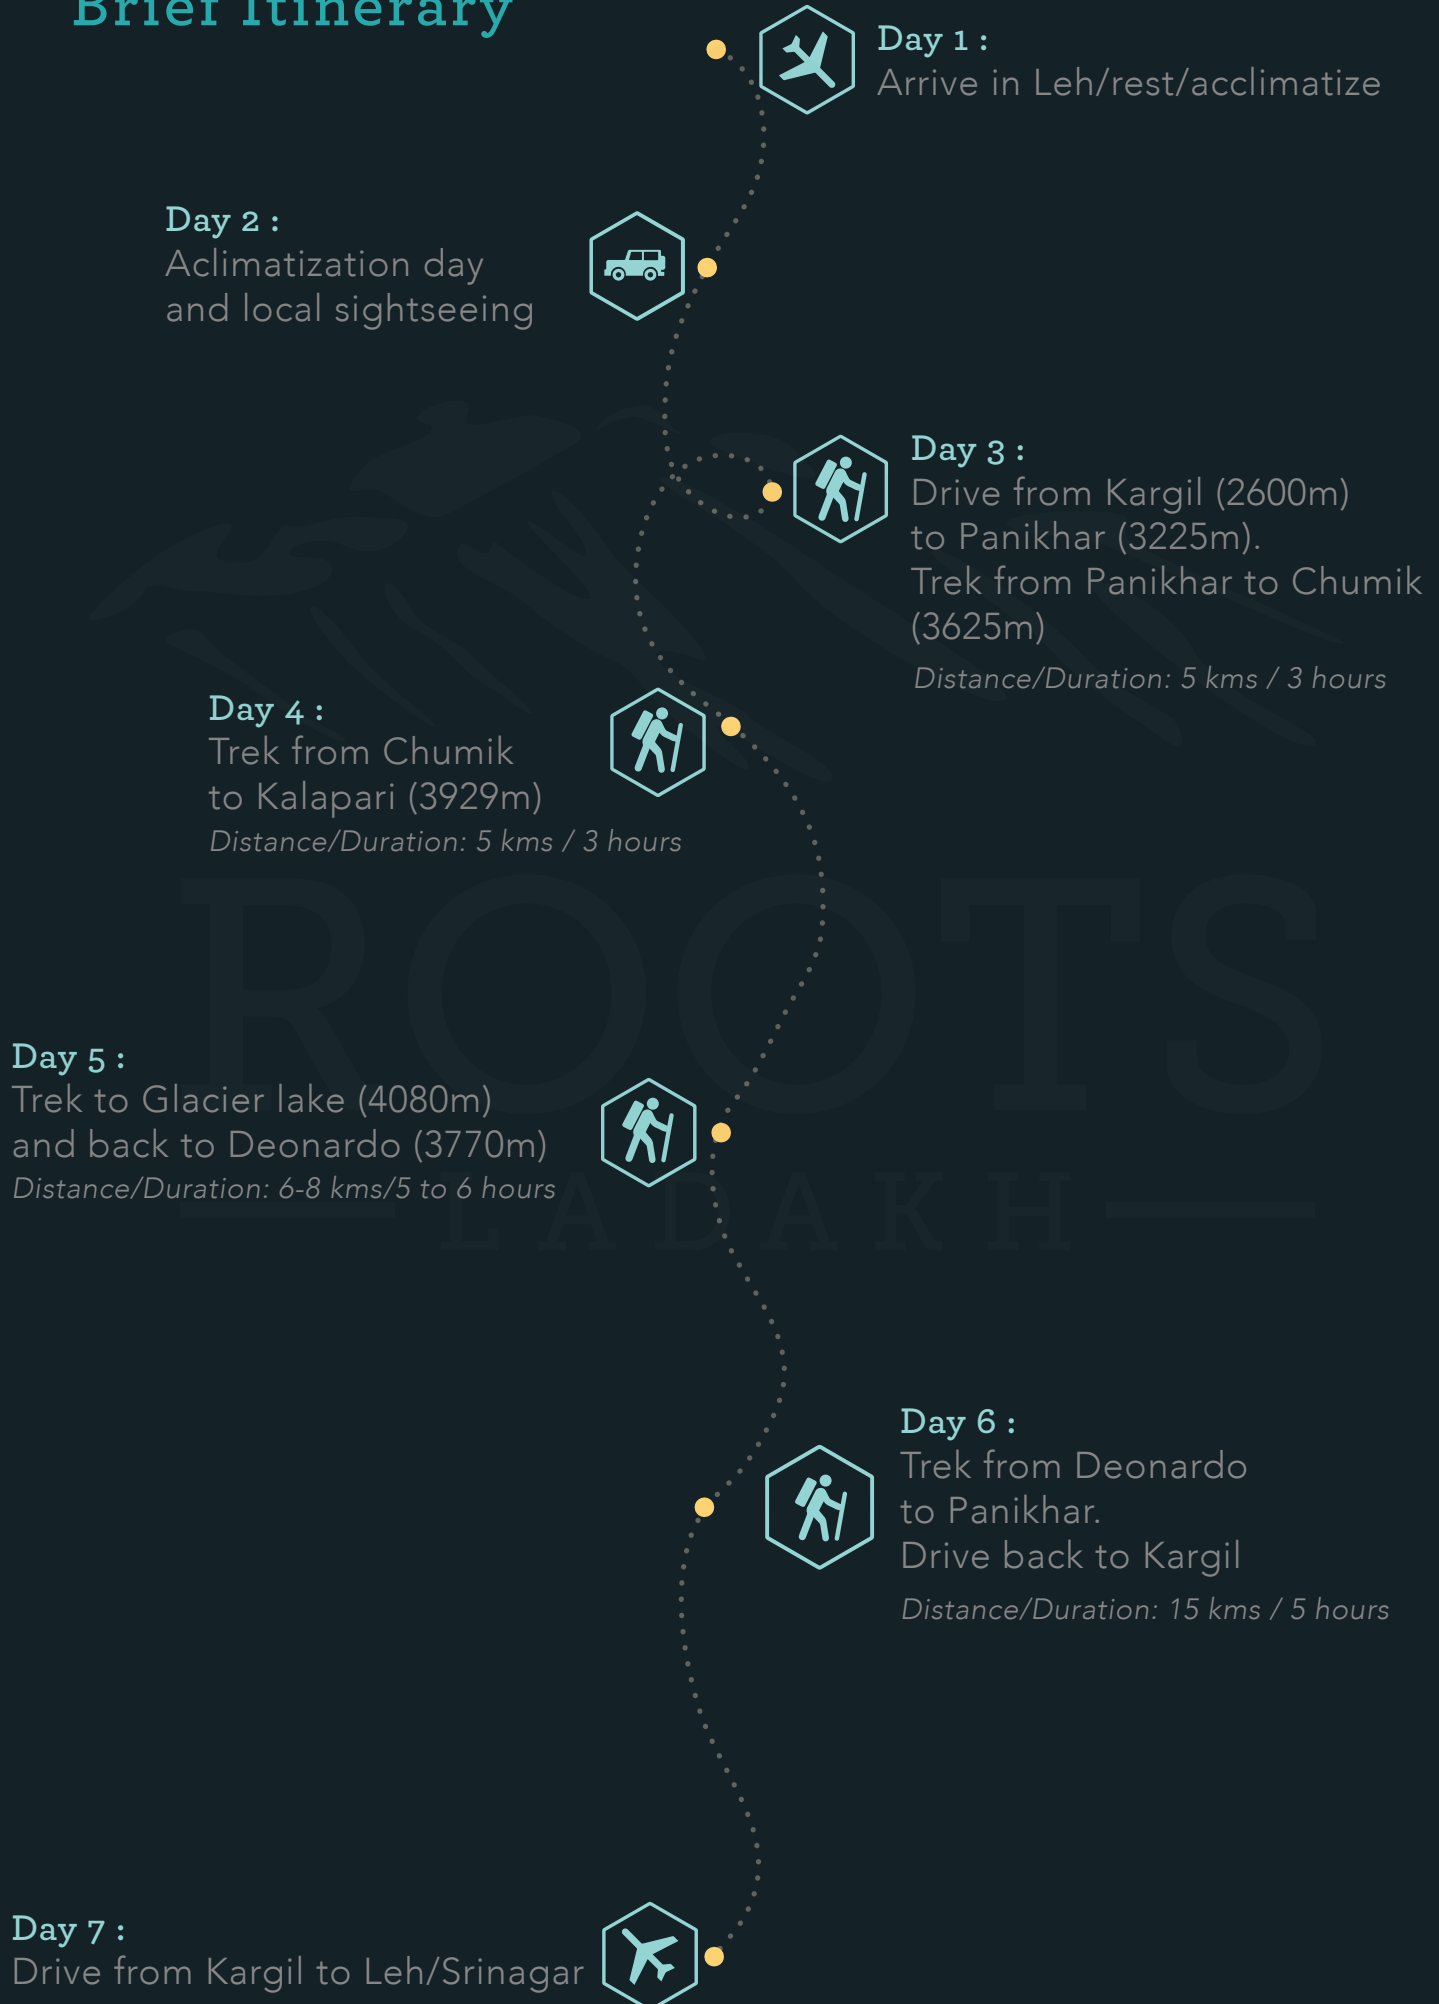 Brief Itinerary
Day 1 :
Arrive in Leh/rest/acclimatize
Day 2 :
Aclimatization day
and local sightseeing
Day 3 :
Drive from Kargil (2600m)
to Panikhar (3225m).
Trek from Panikhar to Chumik
(3625m)
Distance/Duration: 5 kms / 3 hours
Day 4 :
Trek from Chumik
to Kalapari (3929m)
Distance/Duration: 5 kms / 3 hours
ROOTS
Day 5 :
Trek to Glacier lake (4080m)
and back to Deonardo (3770m)
Distance/Duration: 6-8 kms/5 to 6 hours
LADAKH
Day 6 :
Trek from Deonardo
to Panikhar.
Drive back to Kargil
Distance/Duration: 15 kms / 5 hours
Day 7 :
Drive from Kargil to Leh/Srinagar